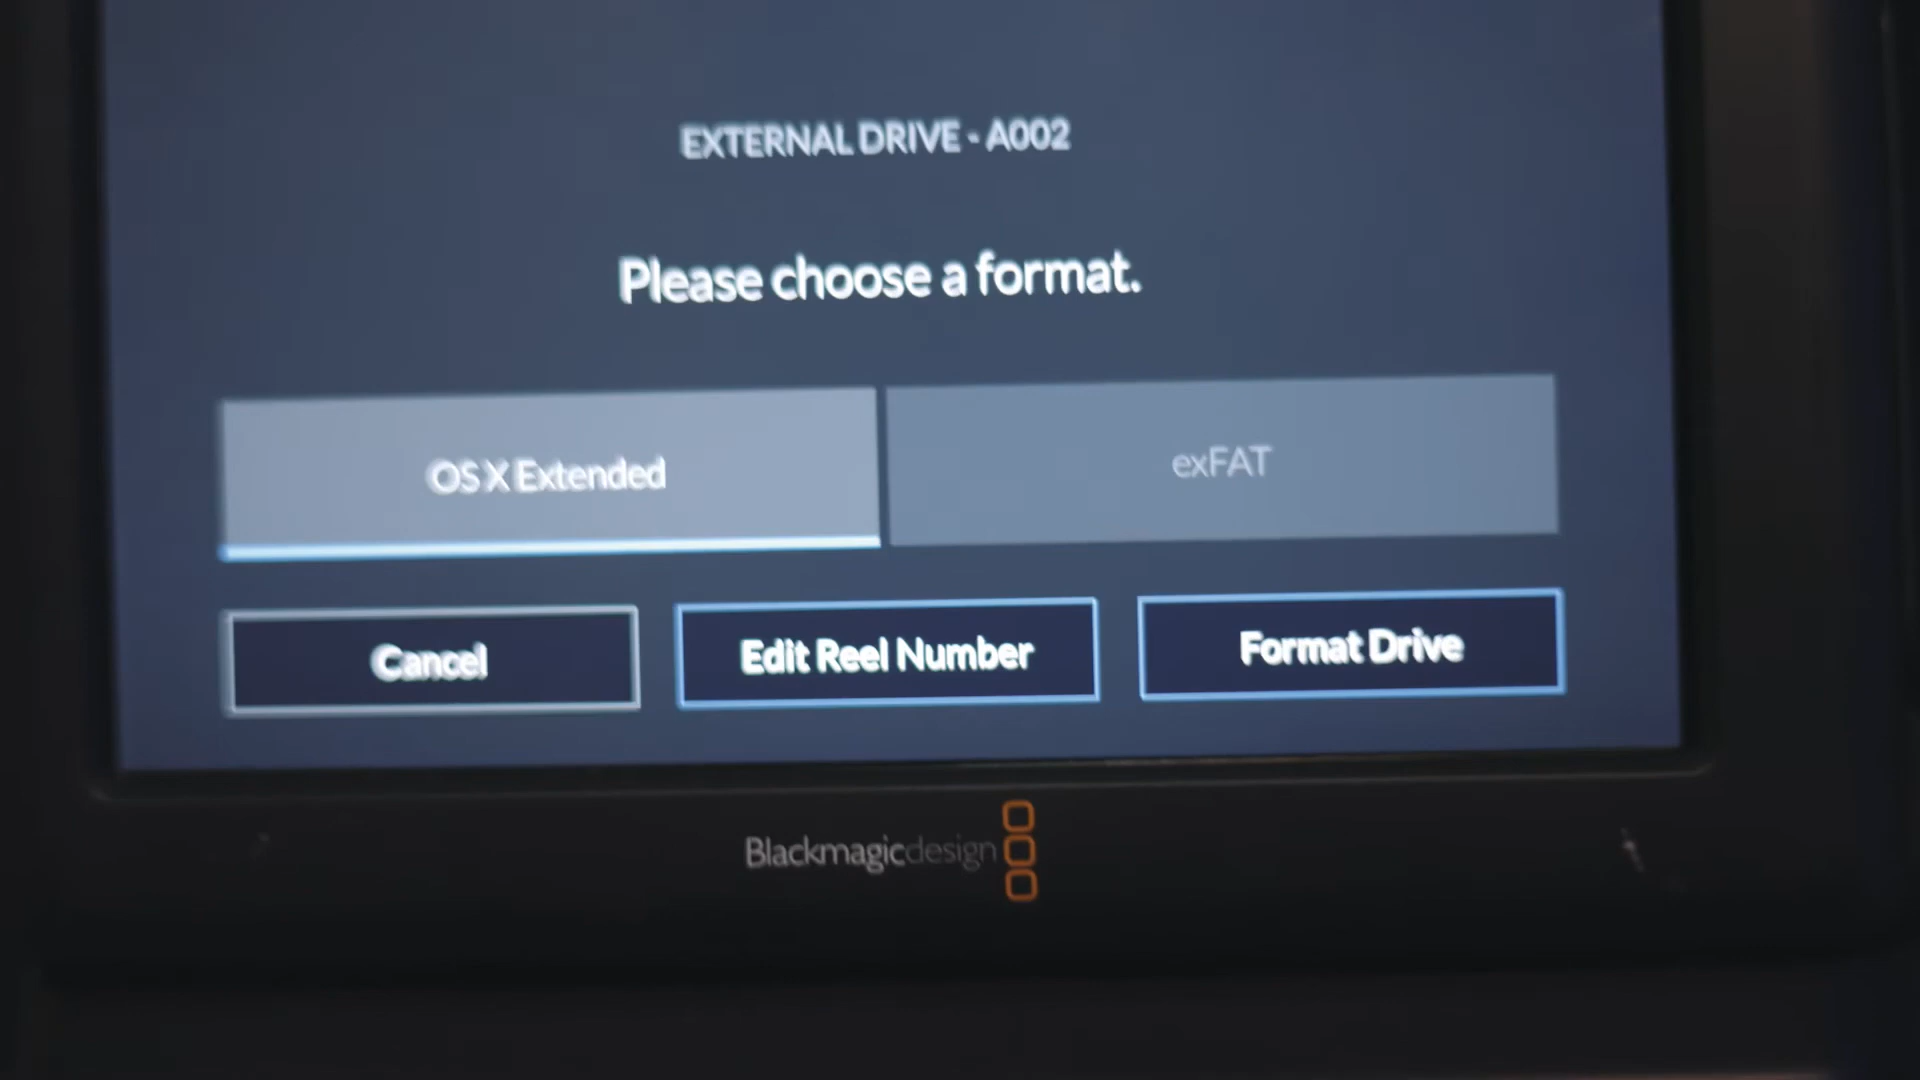 EXTERNAL DRIVE - A002
Please choose a format.
OS X Extended
exFAT
Cancel
Edit Reel Number
Format Drive
Blackmagicdesign